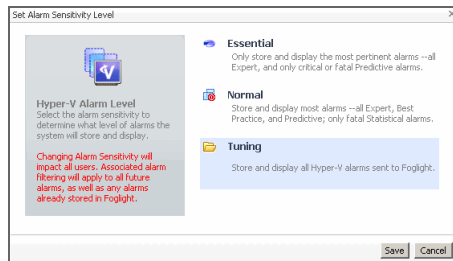 Set Alarm Sensitivity Level
Hyper-V Alarm Level
Select the alarm sensitivity to
determine what level of alarms the
system will store and display.
Changing Alarm Sensitivity will
impact all users. Associated alarm
filtering will apply to all future
alarms, as well as any alarms
already stored in Foglight.
Essential
Only store and display the most pertinent alarms --all
Expert, and only critical or fatal Predictive alarms.
Normal
Store and display most alarms --all Expert, Best
Practice, and Predictive; only fatal Statistical alarms.
Tuning
Store and display all Hyper-V alarms sent to Foglight.
Save Cancel